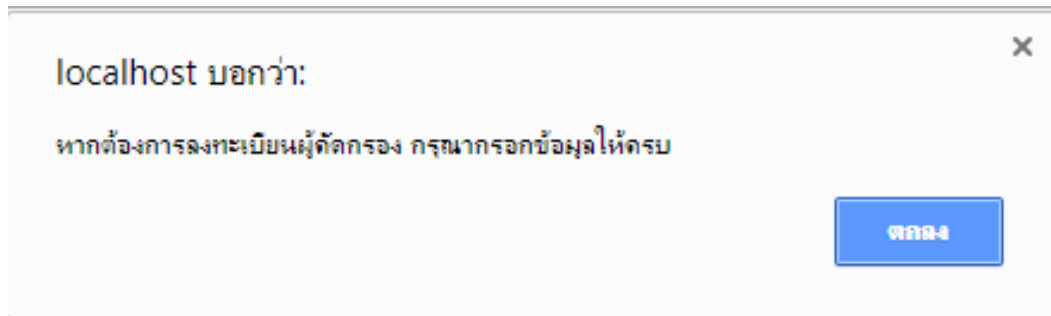 localhost บอกว่า:
หากต้องการลงทะเบียนผู้คัดกรอง กรุณากรอกข้อมูลให้ครบ
ตกลง